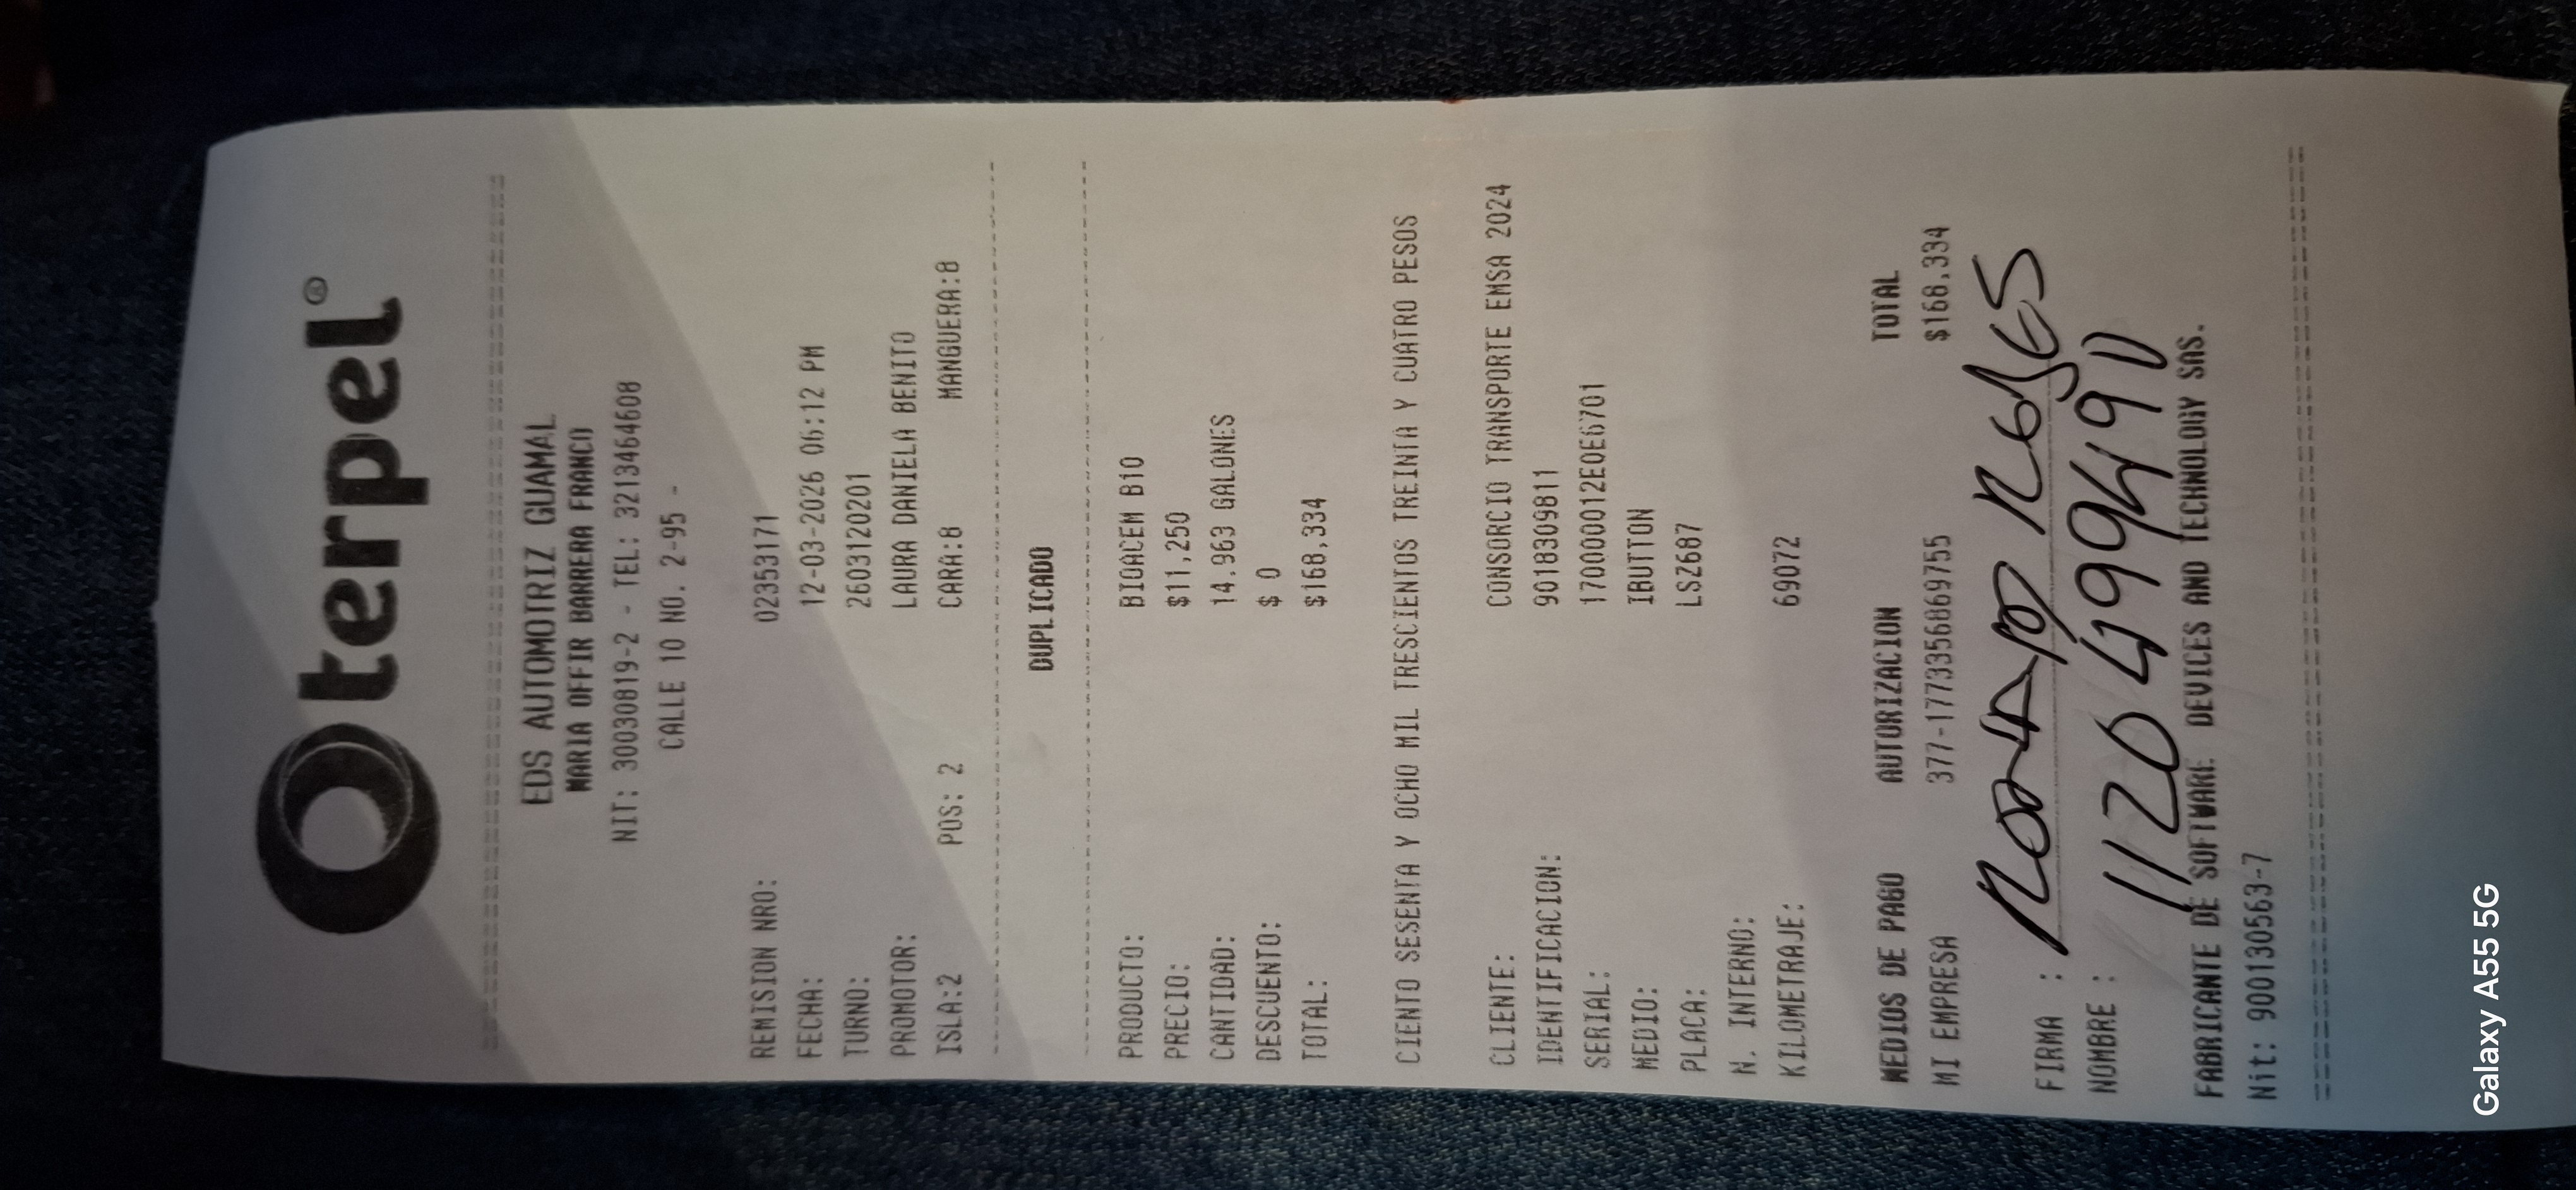 terpel®
EDS AUTOMOTRIZ GUAMAL
MARIA OFFIR BARRERA FRANCO
NIT: 30030819-2 - TEL: 3213464608
CALLE 10 NO. 2-95 -
REMISION NRO: 02353171
FECHA: 12-03-2026 06:12 PM
TURNO: 2603120201
PROMOTOR: LAURA DANIELA BENITO
ISLA:2 POS: 2 CARA:8 MANGUERA:8
DUPLICADO
PRODUCTO: BIOACEM B10
PRECIO: $11,250
CANTIDAD: 14,963 GALONES
DESCUENTO: $ 0
TOTAL: $168,334
CIENTO SESENTA Y OCHO MIL TRESCIENTOS TREINTA Y CUATRO PESOS
CLIENTE: CONSORCIO TRANSPORTE EMSA 2024
IDENTIFICACION: 9018309811
SERIAL: 1700000012E0E6701
MEDIO: IBUTTON
PLACA: LSZ687
N. INTERNO:
KILOMETRAJE: 69072
MEDIOS DE PAGO AUTORIZACION TOTAL
MI EMPRESA 377-1773356869755 $168,334
FIRMA :
NOMBRE :
FABRICANTE DE SOFTWARE DEVICES AND TECHNOLOGY SAS.
Nit: 900130563-7
Galaxy A55 5G